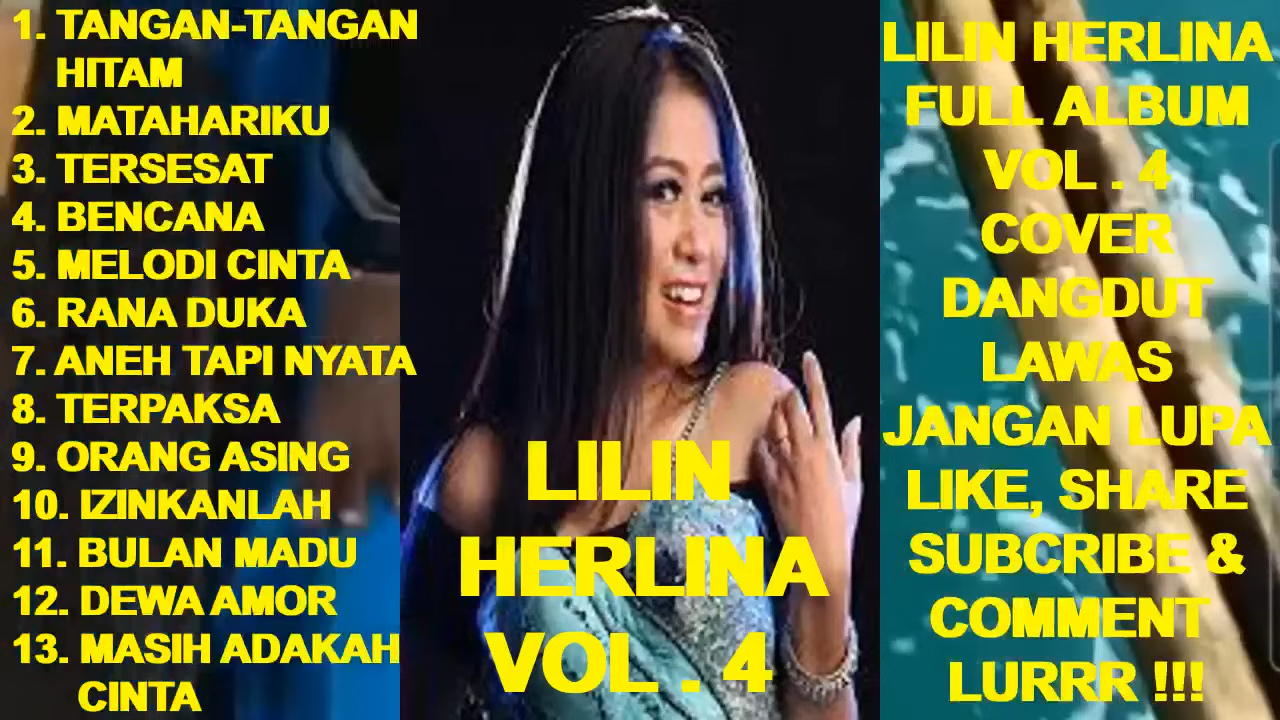 1. TANGAN-TANGAN
HITAM
2. MATAHARIKU
3. TERSESAT
4. BENCANA
5. MELODI CINTA
6. RANA DUKA
7. ANEH TAPI NYATA
8. TERPAKSA
9. ORANG ASING
10. IZINKANLAH
11. BULAN MADU
12. DEWA AMOR
13. MASIH ADAKAH
CINTA
LILIN
HERLINA
VOL . 4
LILIN HERLINA
FULL ALBUM
VOL . 4
COVER
DANGDUT
LAWAS
JANGAN LUPA
LIKE, SHARE
SUBCRIBE &
COMMENT
LURRR !!!